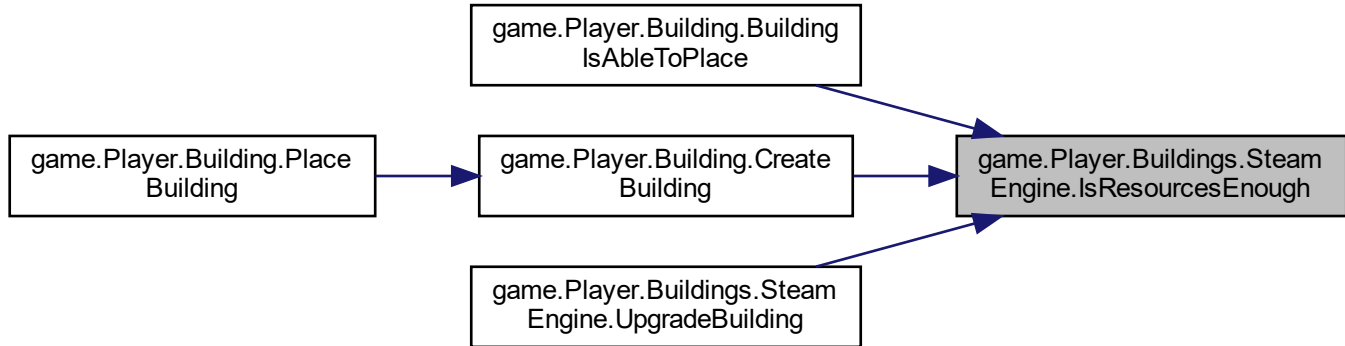 game.Player.Building.Building
IsAbleToPlace
game.Player.Building.Place
Building
game.Player.Building.Create
Building
game.Player.Buildings.Steam
Engine.IsResourcesEnough
game.Player.Buildings.Steam
Engine.UpgradeBuilding